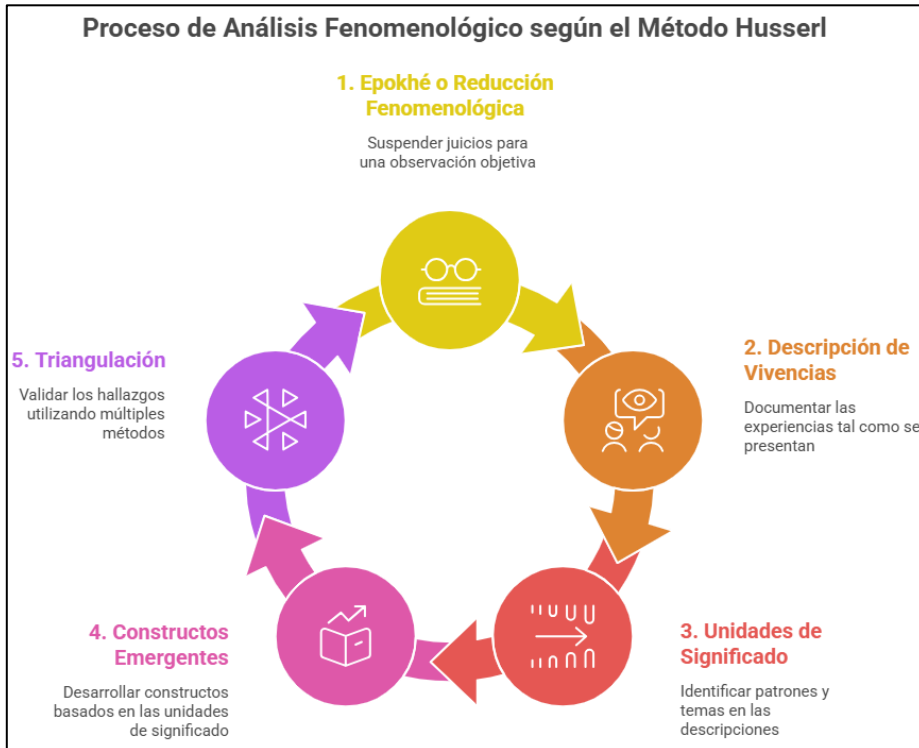 Proceso de Análisis Fenomenológico según el Método Husserl
1. Epokhé o Reducción
Fenomenológica
Suspender juicios para
una observación objetiva
2. Descripción de
Vivencias
Documentar las
experiencias tal como se
presentan
3. Unidades de
Significado
Identificar patrones y
temas en las
descripciones
4. Constructos
Emergentes
Desarrollar constructos
basados en las unidades
de significado
5. Triangulación
Validar los hallazgos
utilizando múltiples
métodos